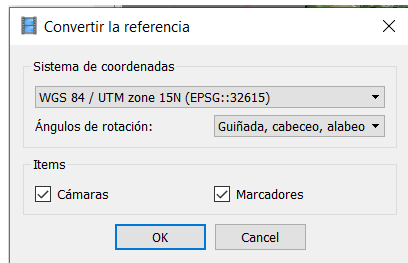 Convertir la referencia
Sistema de coordenadas
WGS 84 / UTM zone 15N (EPSG::32615)
Ángulos de rotación: Guiñada, cabeceo, alabeo
Items
Cámaras Marcadores
OK Cancel